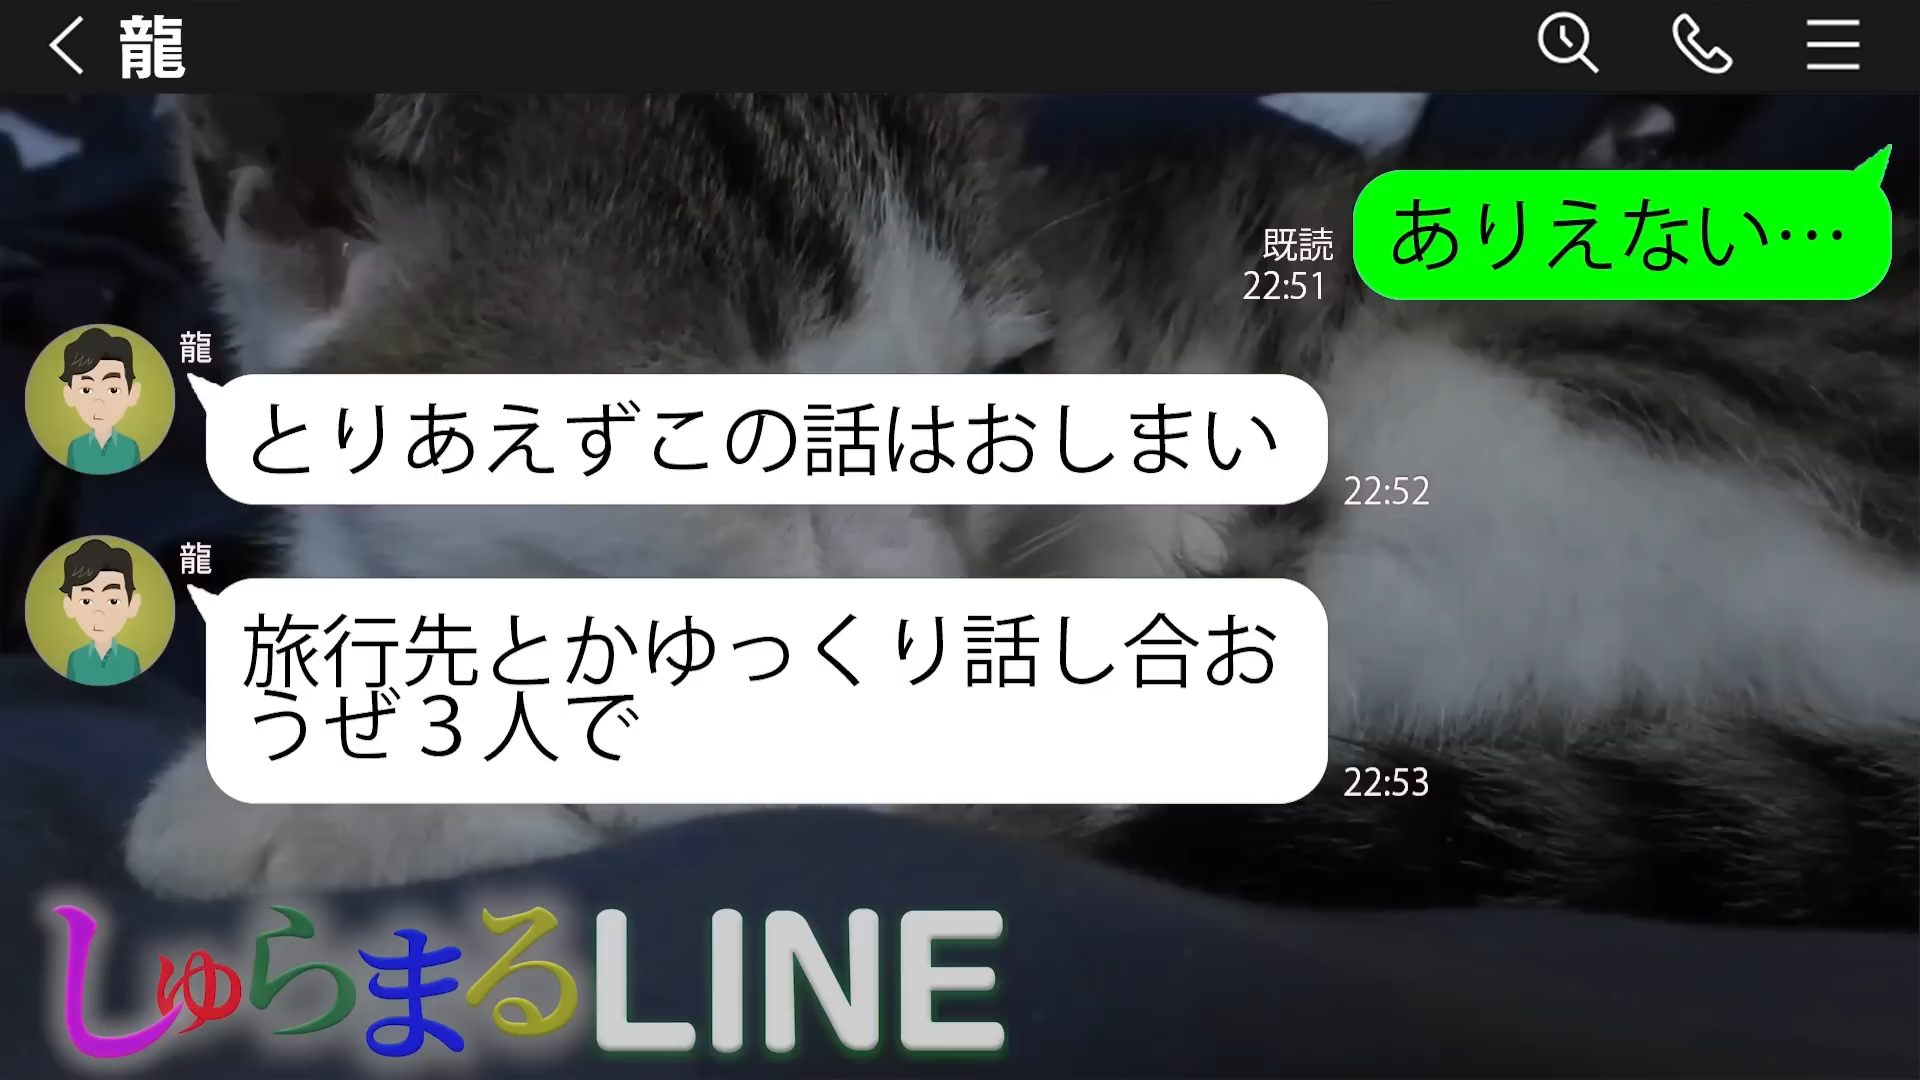 龍
ありえない…
既読
22:51
龍
とりあえずこの話はおしまい
22:52
龍
旅行先とかゆっくり話し合お
うぜ３人で
22:53
しゅらまるLINE